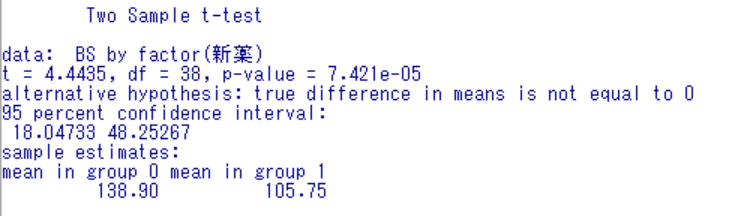 Two Sample t-test
data: BS by factor(新薬)
t = 4.4435, df = 38, p-value = 7.421e-05
alternative hypothesis: true difference in means is not equal to 0
95 percent confidence interval:
18.04733 48.25267
sample estimates:
mean in group 0 mean in group 1
138.90 105.75